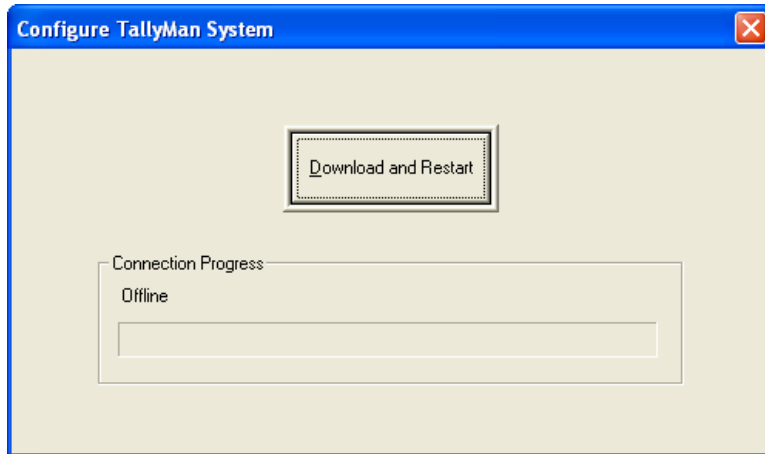 Configure TallyMan System
Download and Restart
Connection Progress
Offline